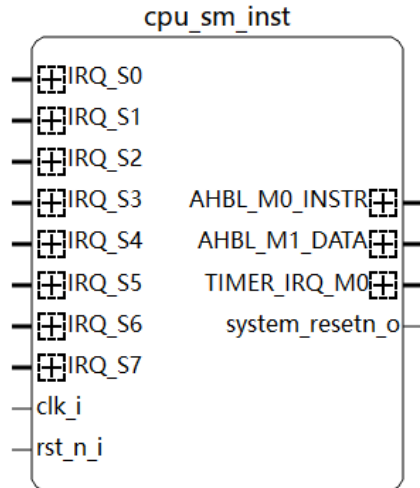 cpu_sm_inst
IRQ_S0
IRQ_S1
IRQ_S2
IRQ_S3
AHBL_M0_INSTR
IRQ_S4
AHBL_M1_DATA
IRQ_S5
TIMER_IRQ_M0
IRQ_S6
system_resetn_o
IRQ_S7
clk_i
rst_n_i